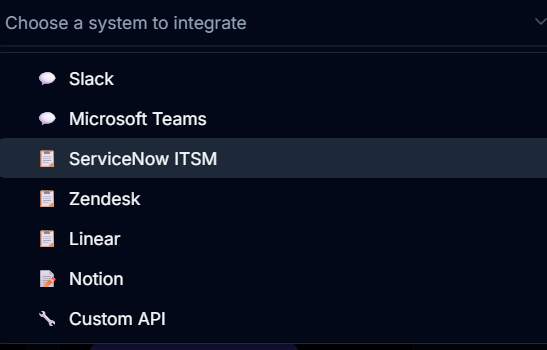 Choose a system to integrate
Slack
Microsoft Teams
ServiceNow ITSM
Zendesk
Linear
Notion
Custom API